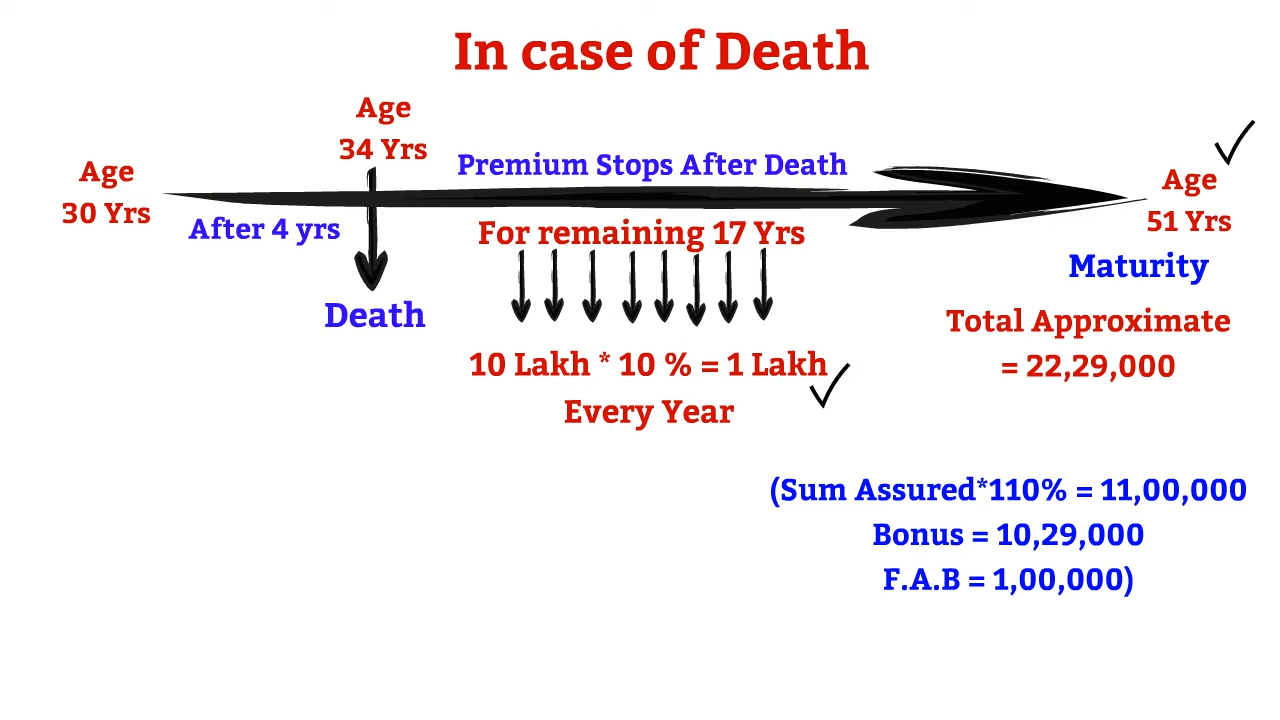 In case of Death
Age
34 Yrs
Age
30 Yrs
Premium Stops After Death
Age
51 Yrs
After 4 yrs
For remaining 17 Yrs
Maturity
Death
Total Approximate
= 22,29,000
10 Lakh * 10 % = 1 Lakh
Every Year
(Sum Assured*110% = 11,00,000
Bonus = 10,29,000
F.A.B = 1,00,000)